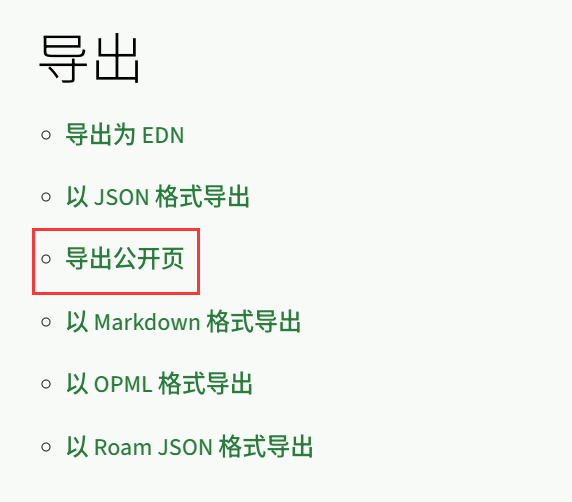 导出
导出为 EDN
以 JSON 格式导出
导出公开页
以 Markdown 格式导出
以 OPML 格式导出
以 Roam JSON 格式导出